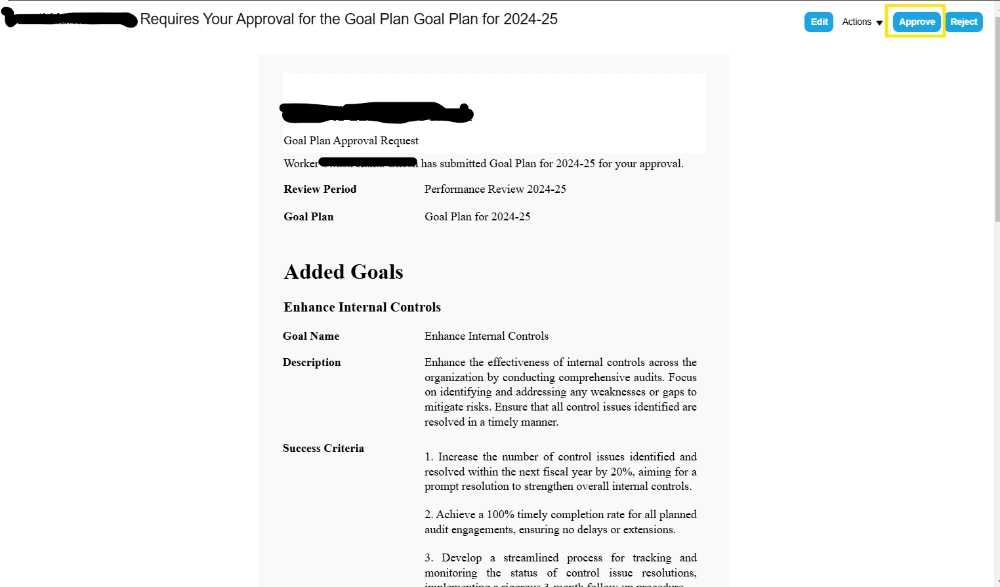 Requires Your Approval for the Goal Plan Goal Plan for 2024-25
Edit Actions Approve Reject
Goal Plan Approval Request
Worker has submitted Goal Plan for 2024-25 for your approval.
Review Period Performance Review 2024-25
Goal Plan Goal Plan for 2024-25
Added Goals
Enhance Internal Controls
Goal Name Enhance Internal Controls
Description Enhance the effectiveness of internal controls across the
organization by conducting comprehensive audits. Focus
on identifying and addressing any weaknesses or gaps to
mitigate risks. Ensure that all control issues identified are
resolved in a timely manner.
Success Criteria
1. Increase the number of control issues identified and
resolved within the next fiscal year by 20%, aiming for a
prompt resolution to strengthen overall internal controls.
2. Achieve a 100% timely completion rate for all planned
audit engagements, ensuring no delays or extensions.
3. Develop a streamlined process for tracking and
monitoring the status of control issue resolutions,
implementing a rigorous 3-month follow-up procedure